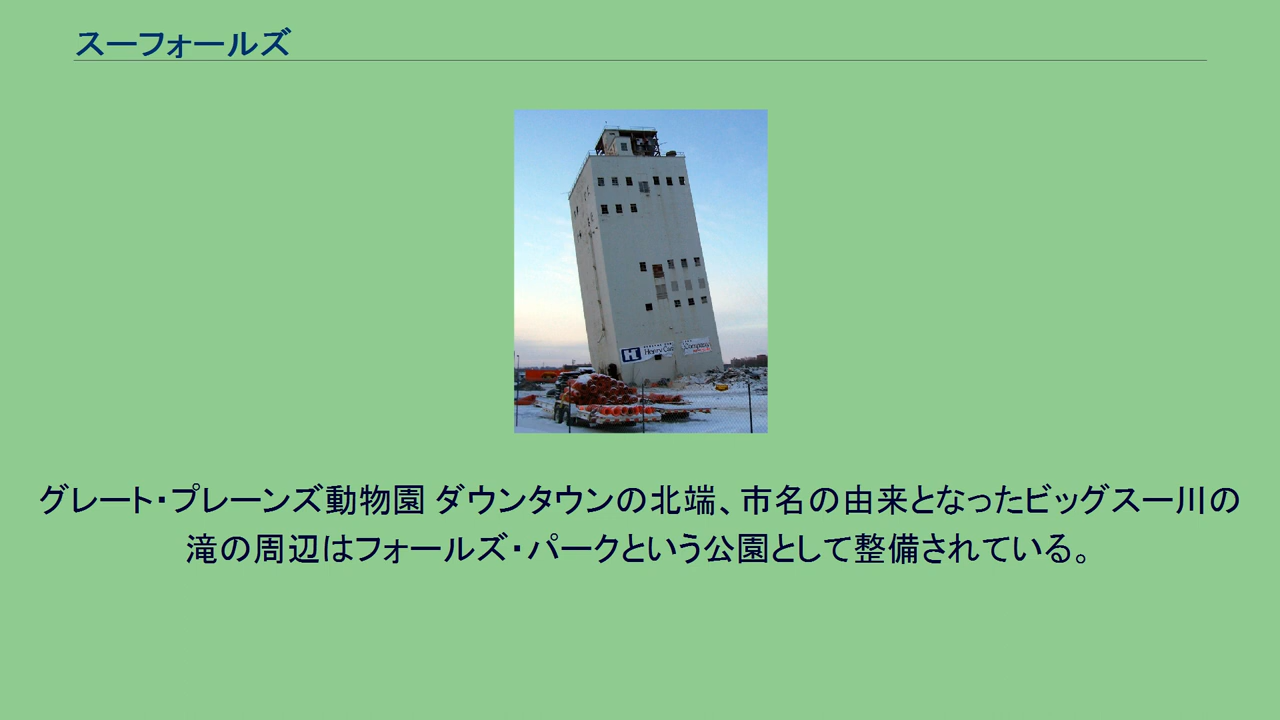 スーフォールズ
H Henry Carl
グレート・プレーンズ動物園 ダウンタウンの北端、市名の由来となったビッグスー川の
滝の周辺はフォールズ・パークという公園として整備されている。